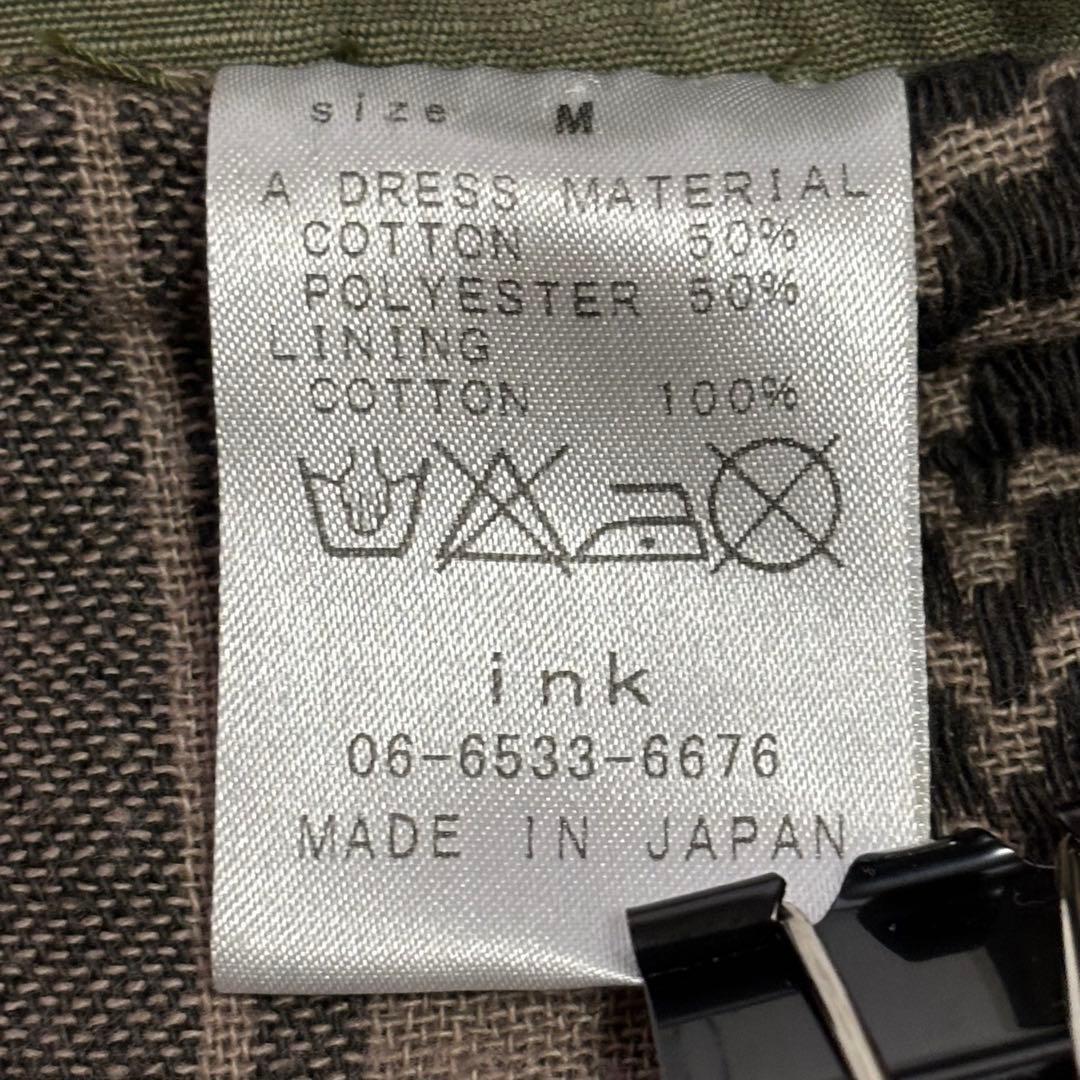 size M
A DRESS MATERIAL
COTTON 50%
POLYESTER 50%
LINING
COTTON 100%
ink
06-6533-6676
MADE IN JAPAN